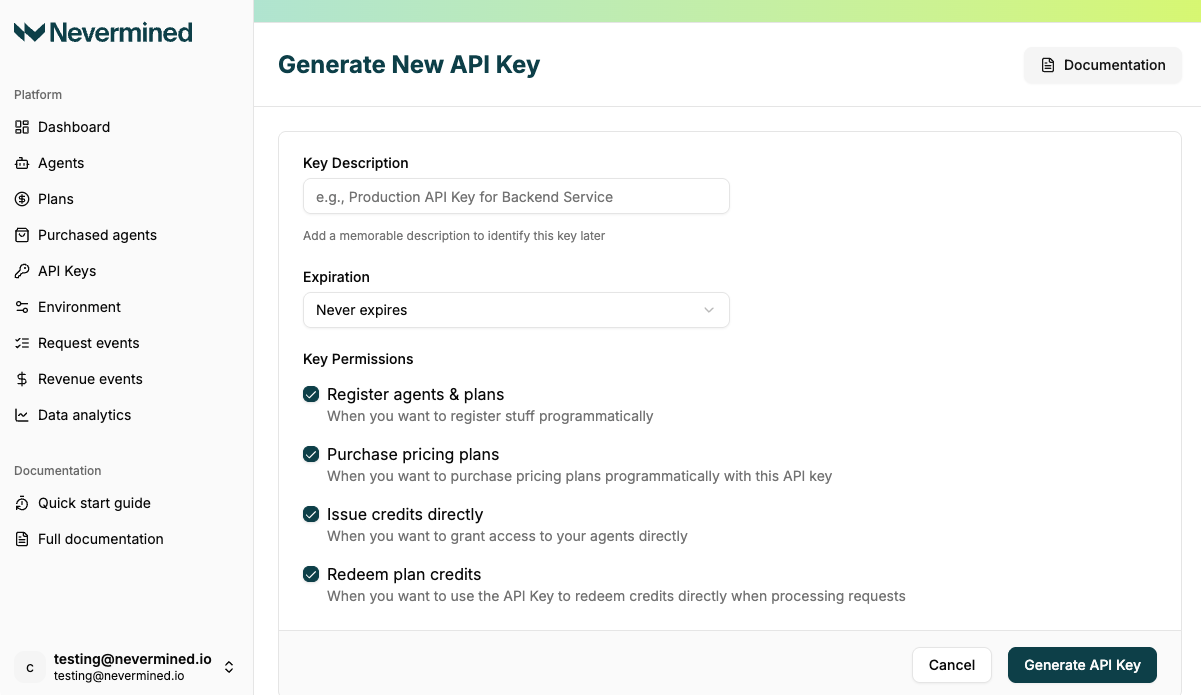 Nevermined
Platform
Dashboard
Agents
Plans
Purchased agents
API Keys
Environment
Request events
Revenue events
Data analytics
Documentation
Quick start guide
Full documentation
c
testing@nevermined.io
testing@nevermined.io
Generate New API Key
Documentation
Key Description
e.g., Production API Key for Backend Service
Add a memorable description to identify this key later
Expiration
Never expires
Key Permissions
Register agents & plans
When you want to register stuff programmatically
Purchase pricing plans
When you want to purchase pricing plans programmatically with this API key
Issue credits directly
When you want to grant access to your agents directly
Redeem plan credits
When you want to use the API Key to redeem credits directly when processing requests
Cancel
Generate API Key